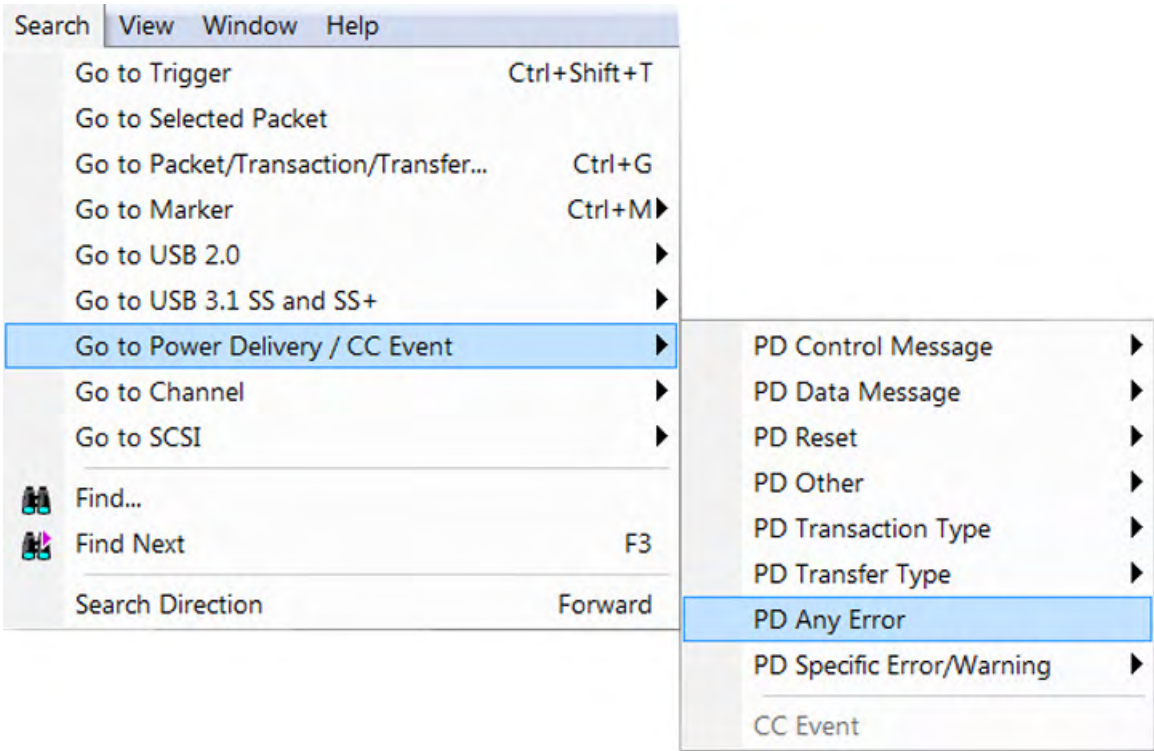 Search View Window Help
Go to Trigger Ctrl+Shift+T
Go to Selected Packet
Go to Packet/Transaction/Transfer... Ctrl+G
Go to Marker Ctrl+M
Go to USB 2.0
Go to USB 3.1 SS and SS+
Go to Power Delivery / CC Event
Go to Channel
Go to SCSI
Find...
Find Next F3
Search Direction Forward
PD Control Message
PD Data Message
PD Reset
PD Other
PD Transaction Type
PD Transfer Type
PD Any Error
PD Specific Error/Warning
CC Event